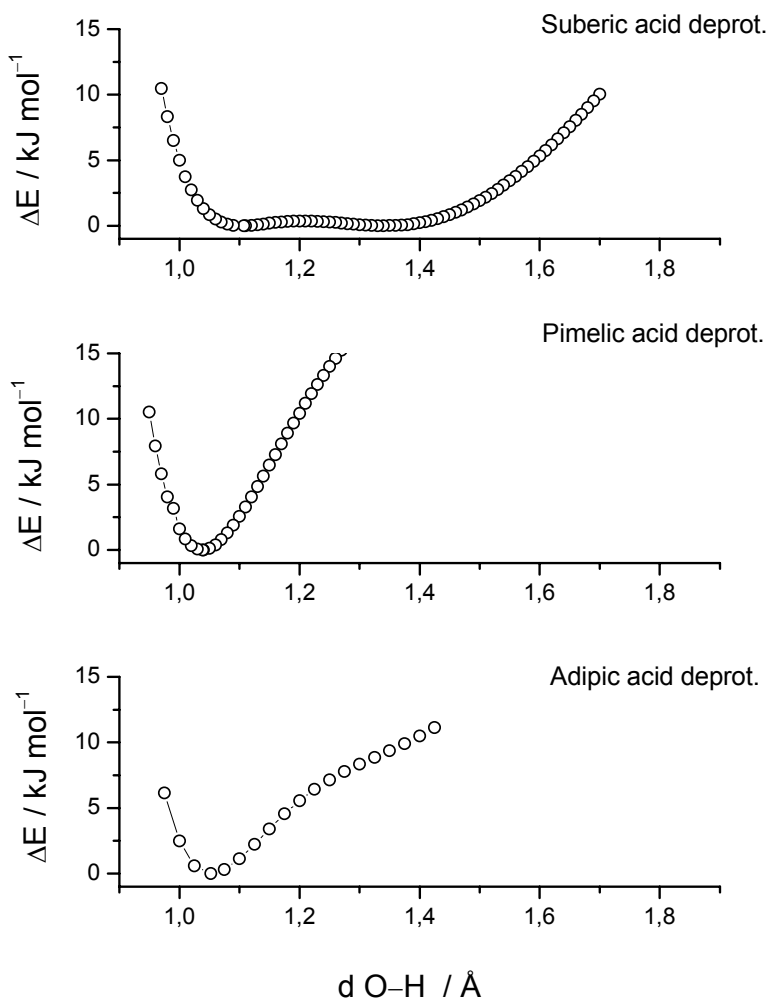 Suberic acid deprot.
15
10
5
0
ΔE / kJ mol⁻¹
1,0 1,2 1,4 1,6 1,8
Pimelic acid deprot.
15
10
5
0
ΔE / kJ mol⁻¹
1,0 1,2 1,4 1,6 1,8
Adipic acid deprot.
15
10
5
0
ΔE / kJ mol⁻¹
1,0 1,2 1,4 1,6 1,8
d O–H / Å